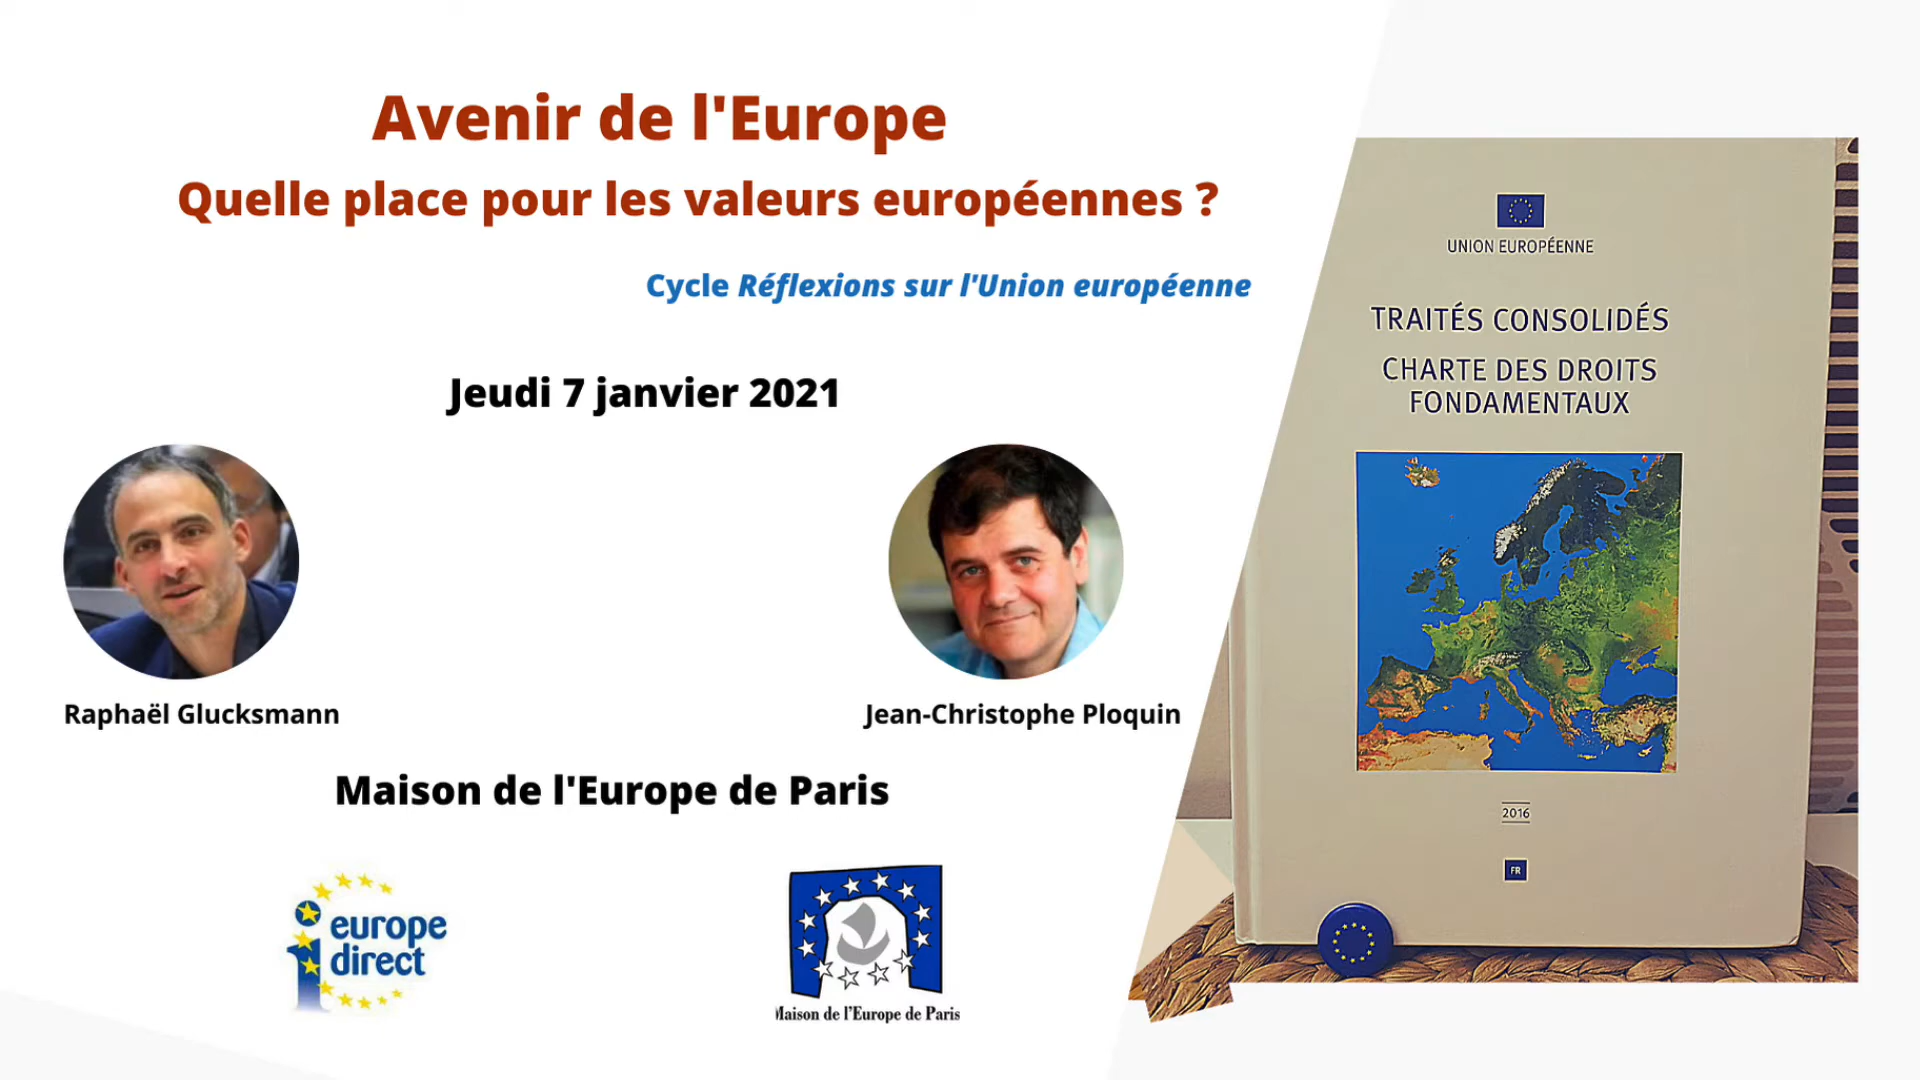 Avenir de l'Europe
Quelle place pour les valeurs européennes ?
Cycle Réflexions sur l'Union européenne
Jeudi 7 janvier 2021
Raphaël Glucksmann
Jean-Christophe Ploquin
Maison de l'Europe de Paris
europe
direct
Maison de l'Europe de Paris
UNION EUROPÉENNE
TRAITÉS CONSOLIDÉS
CHARTE DES DROITS
FONDAMENTAUX
2016
FR